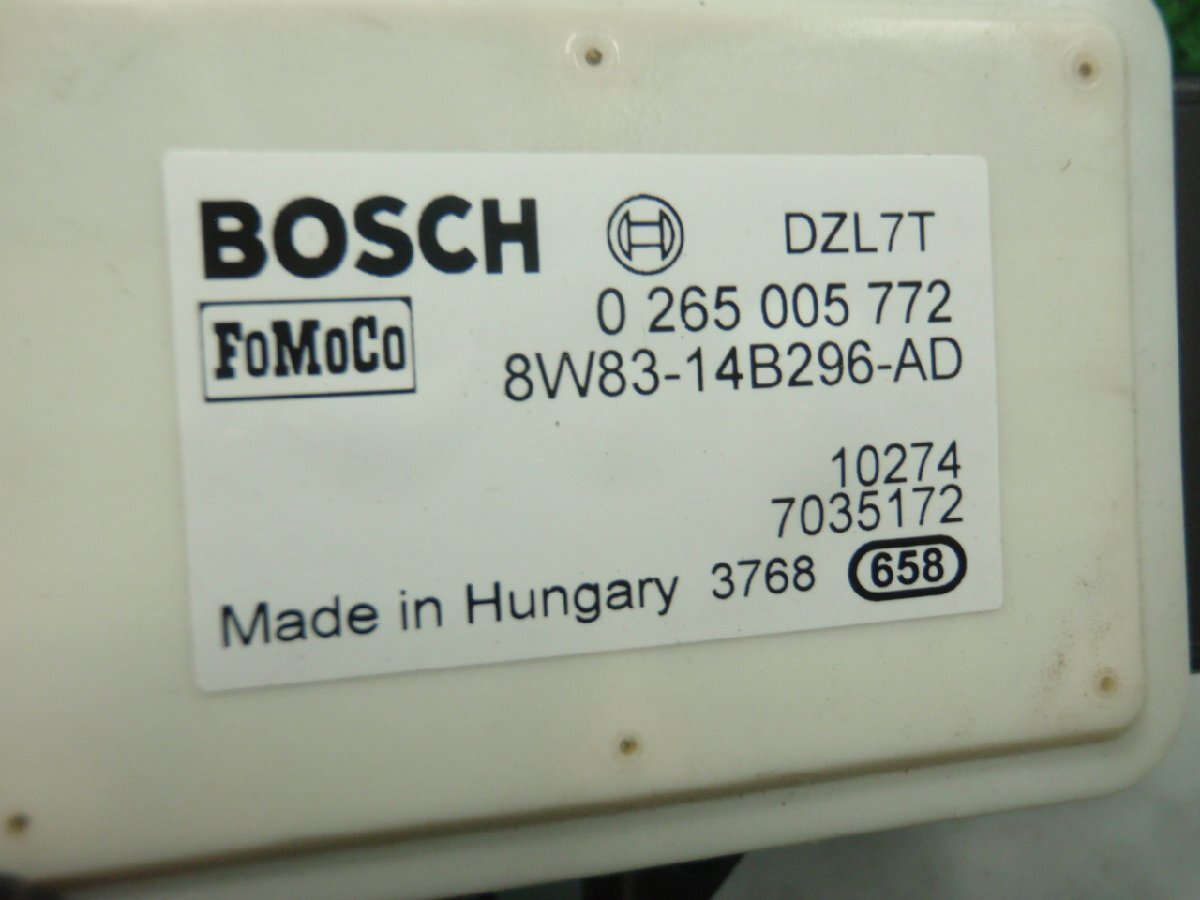 BOSCH DZL7T
0 265 005 772
FoMoCo
8W83-14B296-AD
10274
7035172
Made in Hungary 3768 658